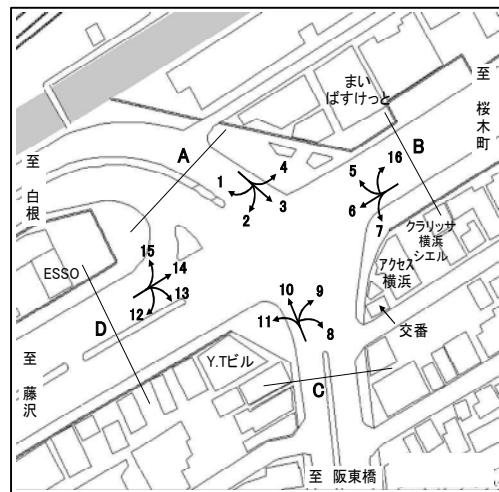 まい
ばすけっと
至
桜
木
町
B
A
至
白
根
4
1
3
2
5
16
6
7
クラリッサ
横浜
シエル
アクセス
横浜
交番
ESSO
15
14
13
12
D
10
9
11
8
C
Y.Tビル
至
藤
沢
至 阪東橋